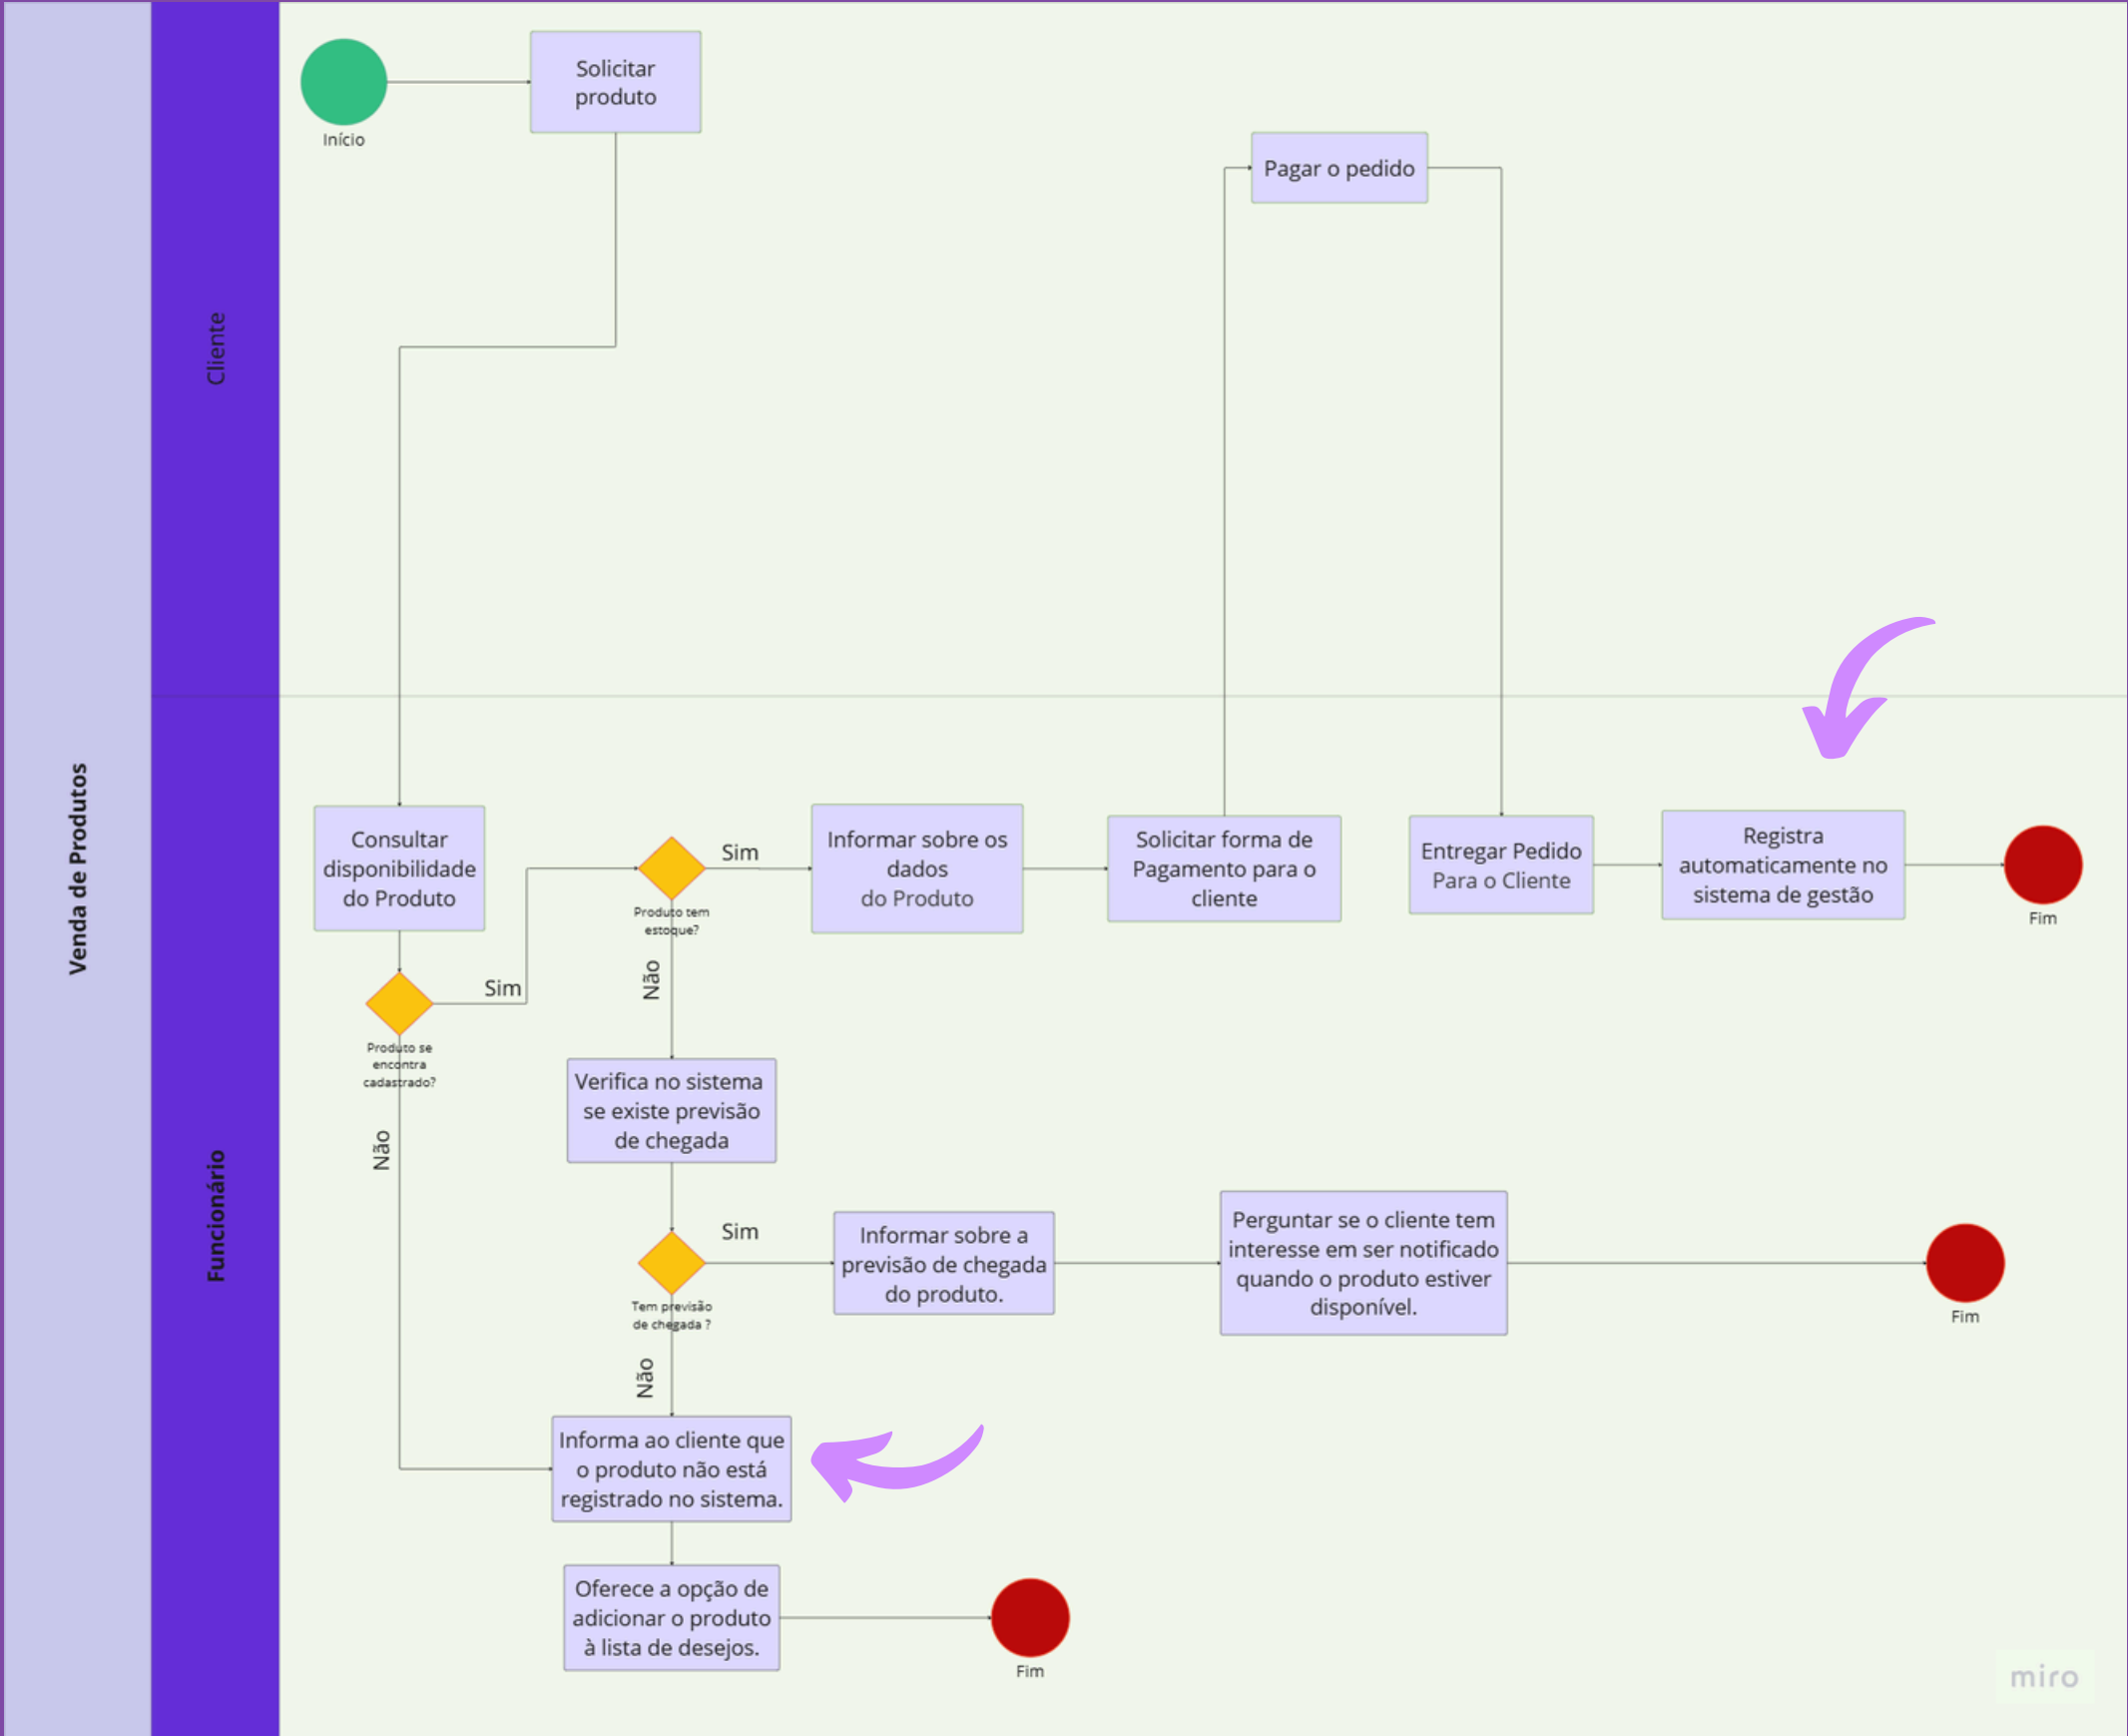 Venda de Produtos
Cliente
Início
Solicitar
produto
Pagar o pedido
Funcionário
Consultar
disponibilidade
do Produto
Produto se
encontra
cadastrado?
Sim
Não
Produto tem
estoque?
Sim
Não
Informar sobre os
dados
do Produto
Solicitar forma de
Pagamento para o
cliente
Entregar Pedido
Para o Cliente
Registra
automaticamente no
sistema de gestão
Fim
Verifica no sistema
se existe previsão
de chegada
Tem previsão
de chegada ?
Sim
Não
Informar sobre a
previsão de chegada
do produto.
Perguntar se o cliente tem
interesse em ser notificado
quando o produto estiver
disponível.
Fim
Informa ao cliente que
o produto não está
registrado no sistema.
Oferece a opção de
adicionar o produto
à lista de desejos.
Fim
miro